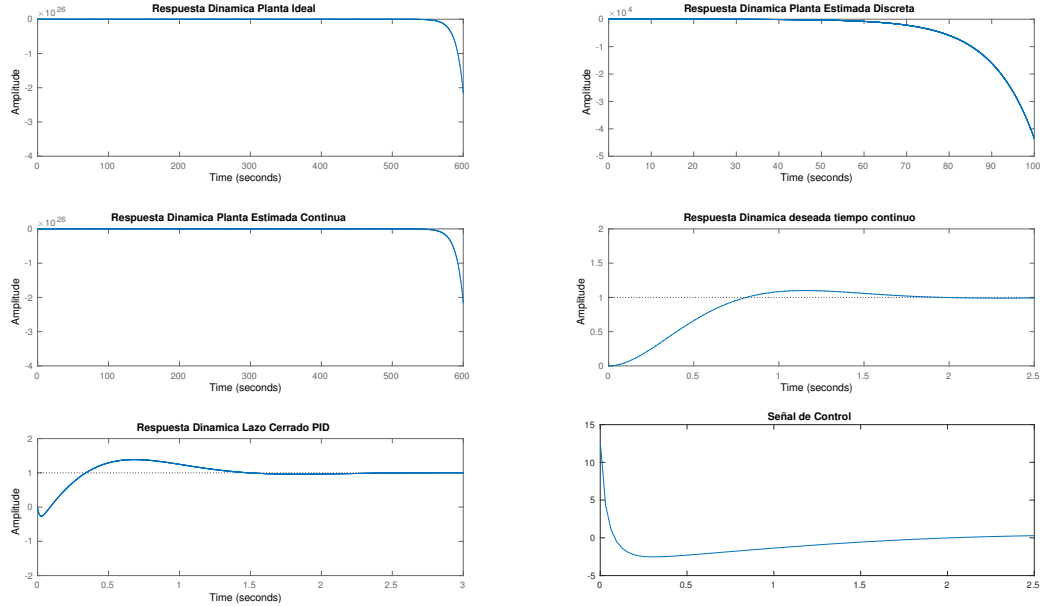 Respuesta Dinamica Planta Ideal
×10^26
0
-1
-2
-3
-4
Amplitude
0 100 200 300 400 500 600
Time (seconds)
Respuesta Dinamica Planta Estimada Discreta
×10^4
0
-1
-2
-3
-4
-5
Amplitude
0 10 20 30 40 50 60 70 80 90 100
Time (seconds)
Respuesta Dinamica Planta Estimada Continua
×10^26
0
-1
-2
-3
-4
Amplitude
0 100 200 300 400 500 600
Time (seconds)
Respuesta Dinamica deseada tiempo continuo
2
1.5
1
0.5
0
Amplitude
0 0.5 1 1.5 2 2.5
Time (seconds)
Respuesta Dinamica Lazo Cerrado PID
2
1
0
-1
-2
Amplitude
0 0.5 1 1.5 2 2.5 3
Time (seconds)
Señal de Control
15
10
5
0
-5
0 0.5 1 1.5 2 2.5